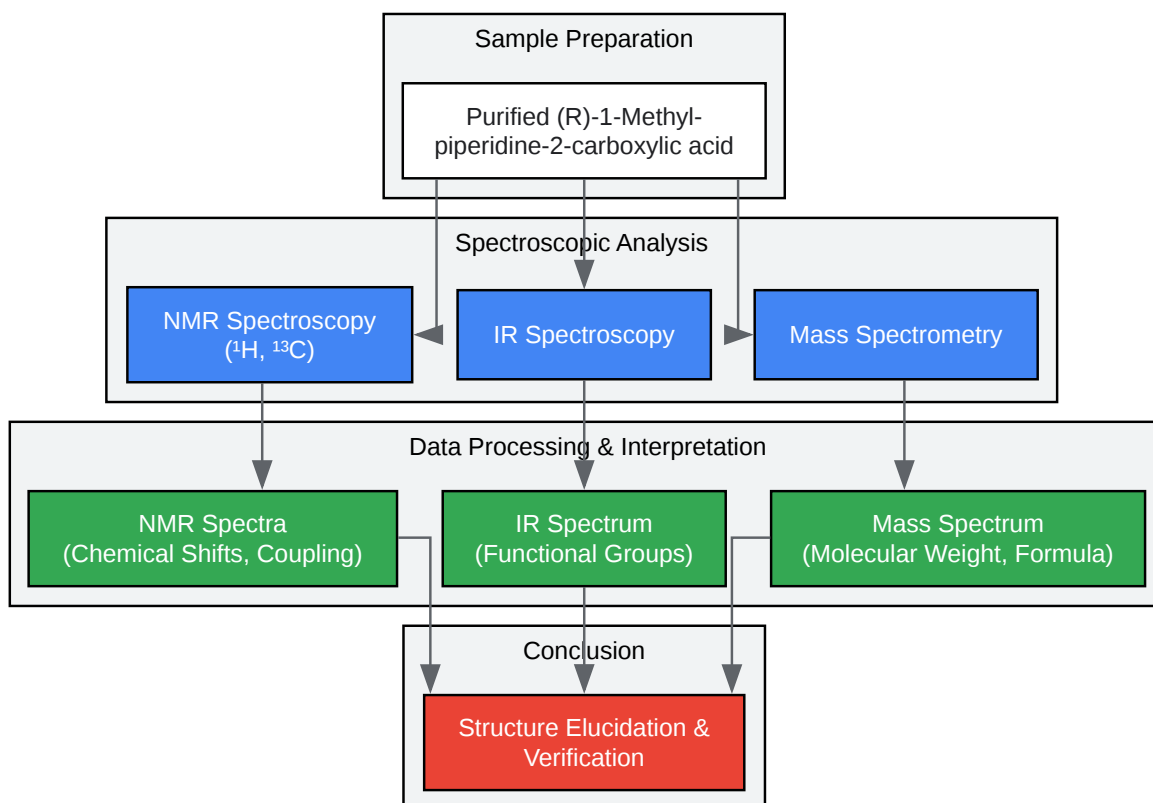 Sample Preparation
Purified (R)-1-Methyl-
piperidine-2-carboxylic acid
Spectroscopic Analysis
NMR Spectroscopy
(¹H, ¹³C)
IR Spectroscopy
Mass Spectrometry
Data Processing & Interpretation
NMR Spectra
(Chemical Shifts, Coupling)
IR Spectrum
(Functional Groups)
Mass Spectrum
(Molecular Weight, Formula)
Conclusion
Structure Elucidation &
Verification